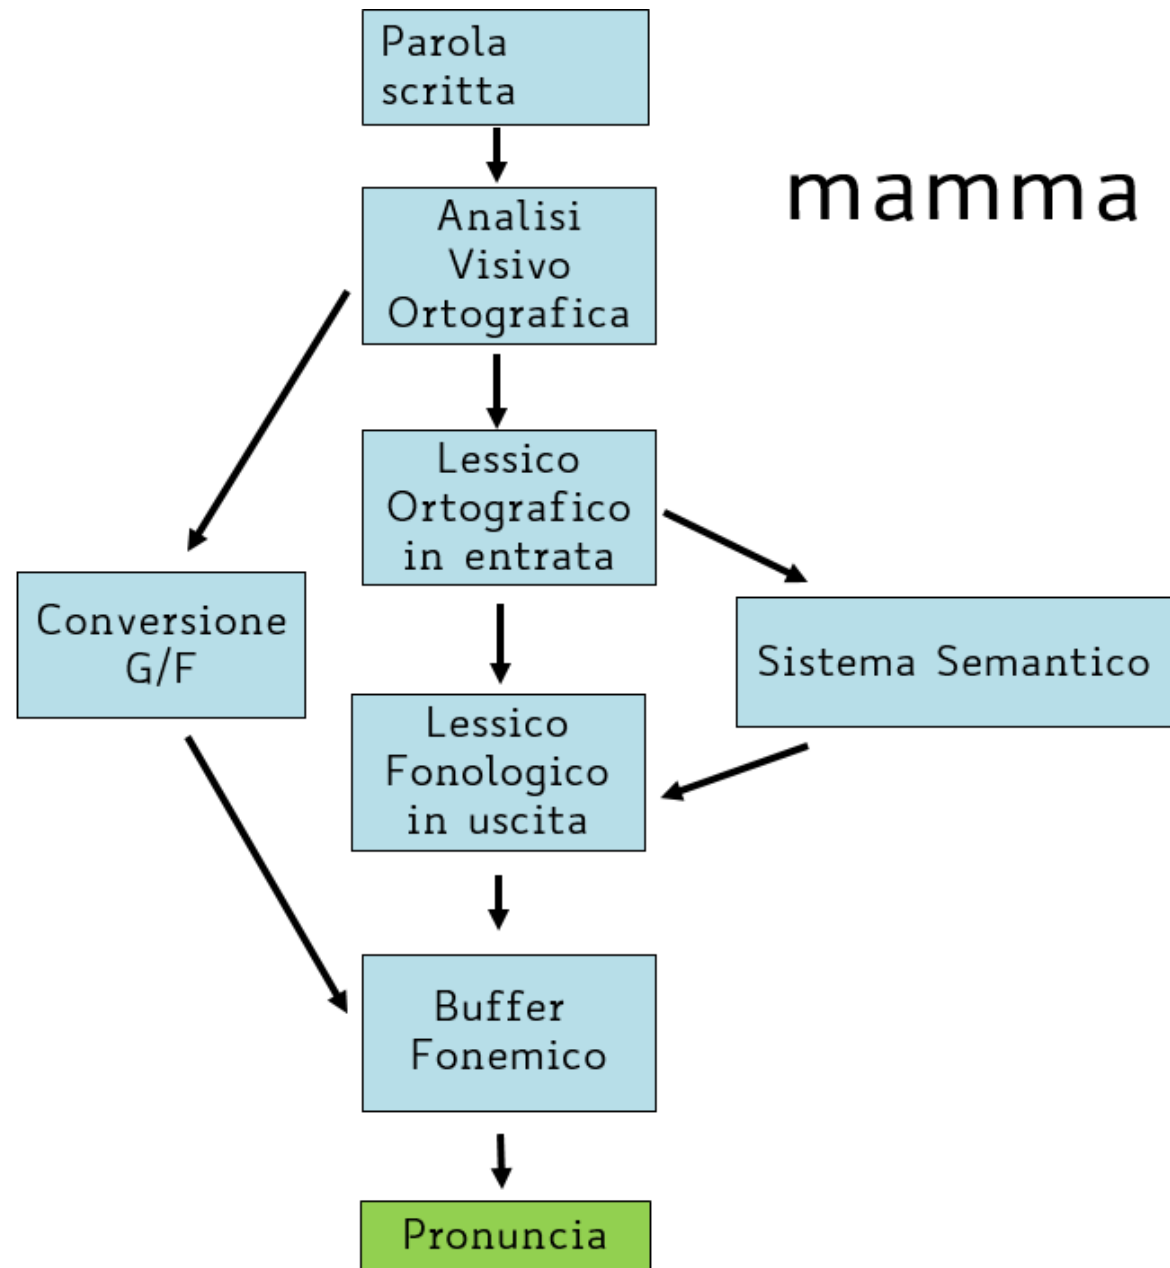 Parola
scritta
mamma
Analisi
Visivo
Ortografica
Lessico
Ortografico
in entrata
Conversione
G/F
Sistema Semantico
Lessico
Fonologico
in uscita
Buffer
Fonemico
Pronuncia